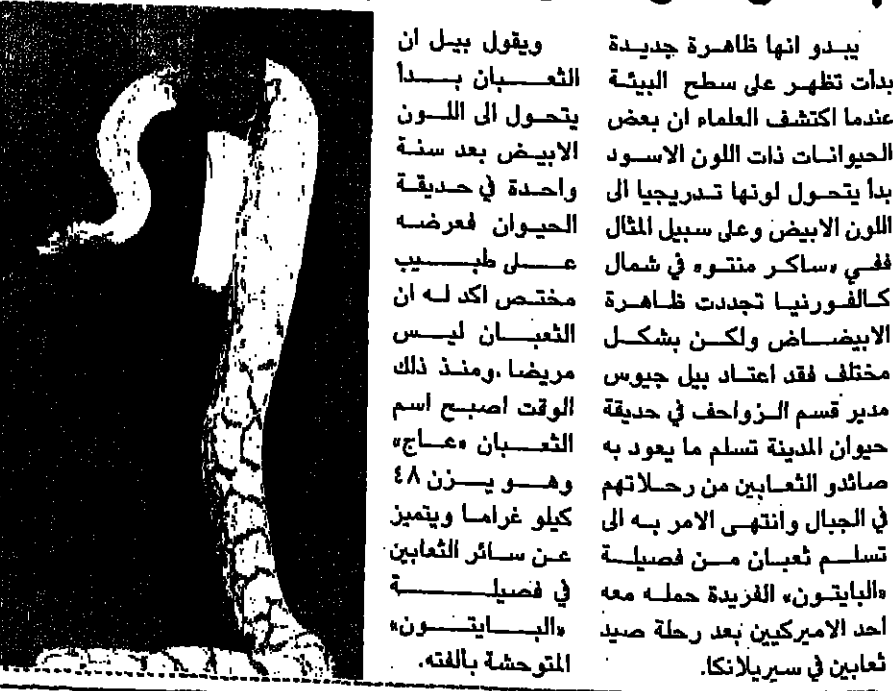 يبدو انها ظاهرة جديدة
بدأت تظهر على سطح البيئة
عندما اكتشف العلماء ان بعض
الحيوانات ذات اللون الاسود
بدأ يتحول لونها تدريجيا الى
اللون الابيض وعلى سبيل المثال
ففي «ساكر منتو» في شمال
كالفورنيا تجددت ظاهرة
الابيضاض ولكن بشكل
مختلف فقد اعتاد بيل جيوس
مدير قسم الزواحف في حديقة
حيوان المدينة تسلم ما يعود به
صائدو الثعابين من رحلاتهم
في الجبال وانتهى الامر به الى
تسلم ثعبان من فصيلة
«البايتون» الفريدة حمله معه
احد الاميركيين بعد رحلة صيد
ثعابين في سيريلانكا.
ويقول بيل ان
الثعبان بدأ
يتحول الى اللون
الابيض بعد سنة
واحدة في حديقة
الحيوان فعرضه
على طبيب
مختص اكد له ان
الثعبان ليس
مريضا .ومنذ ذلك
الوقت اصبح اسم
الثعبان «عاج»
وهو يزن ٤٨
كيلو غراما ويتميز
عن سائر الثعابين
في فصيلة
«البايتون»
المتوحشة بألفته.